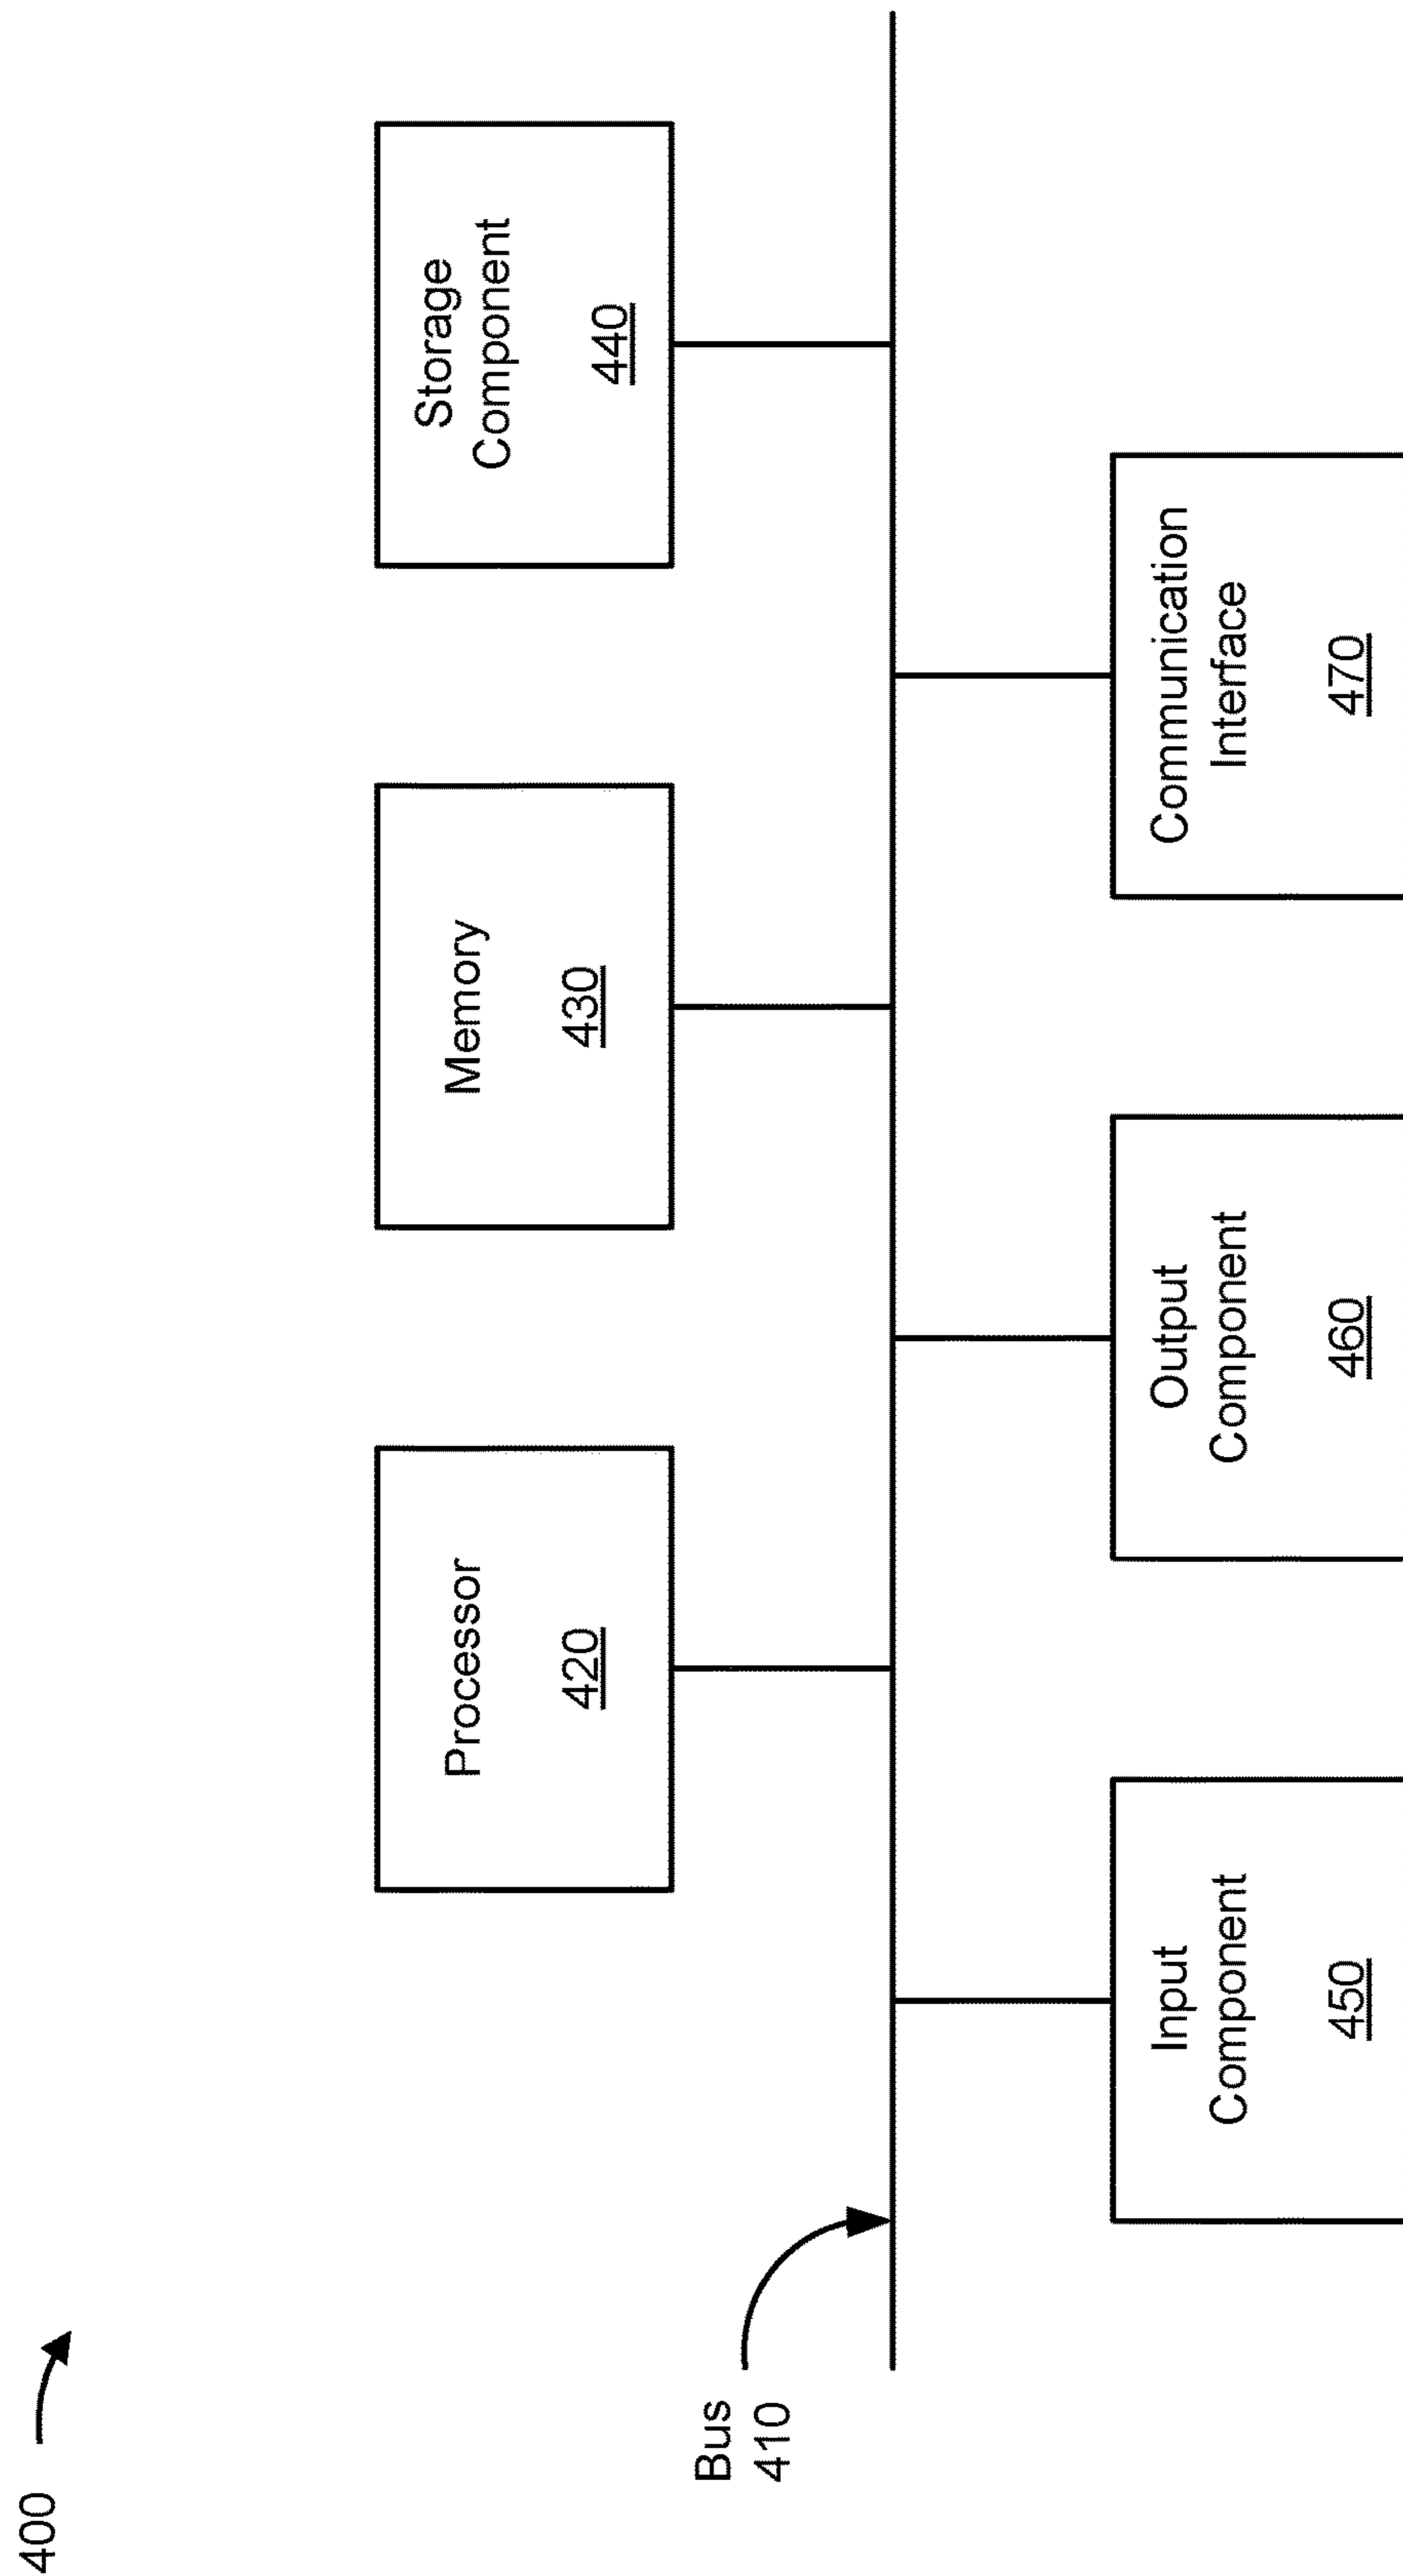 400
Processor
420
Memory
430
Storage
Component
440
Bus
410
Input
Component
450
Output
Component
460
Communication
Interface
470